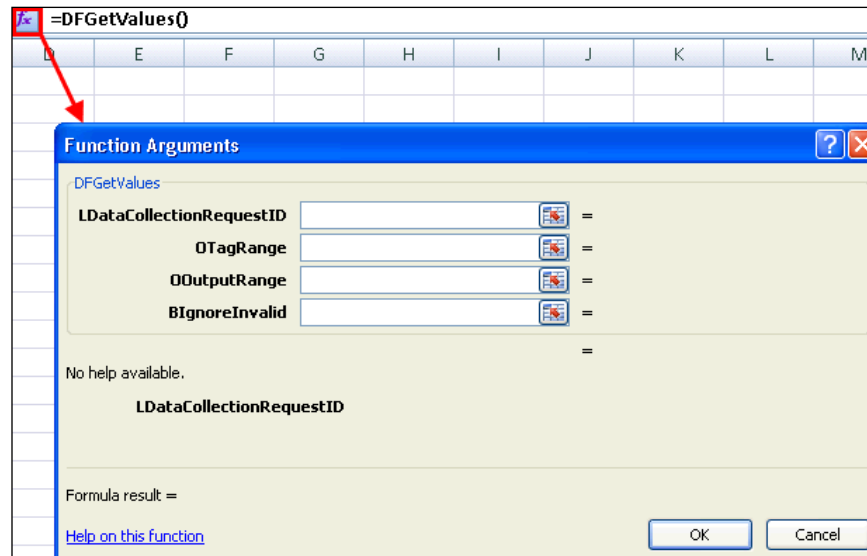 fx =DFGetValues()
D E F G H I J K L M
Function Arguments ?
DFGetValues
LDataCollectionRequestID =
OTagRange =
OOutputRange =
BIgnoreInvalid =
=
No help available.
LDataCollectionRequestID
Formula result =
Help on this function OK Cancel